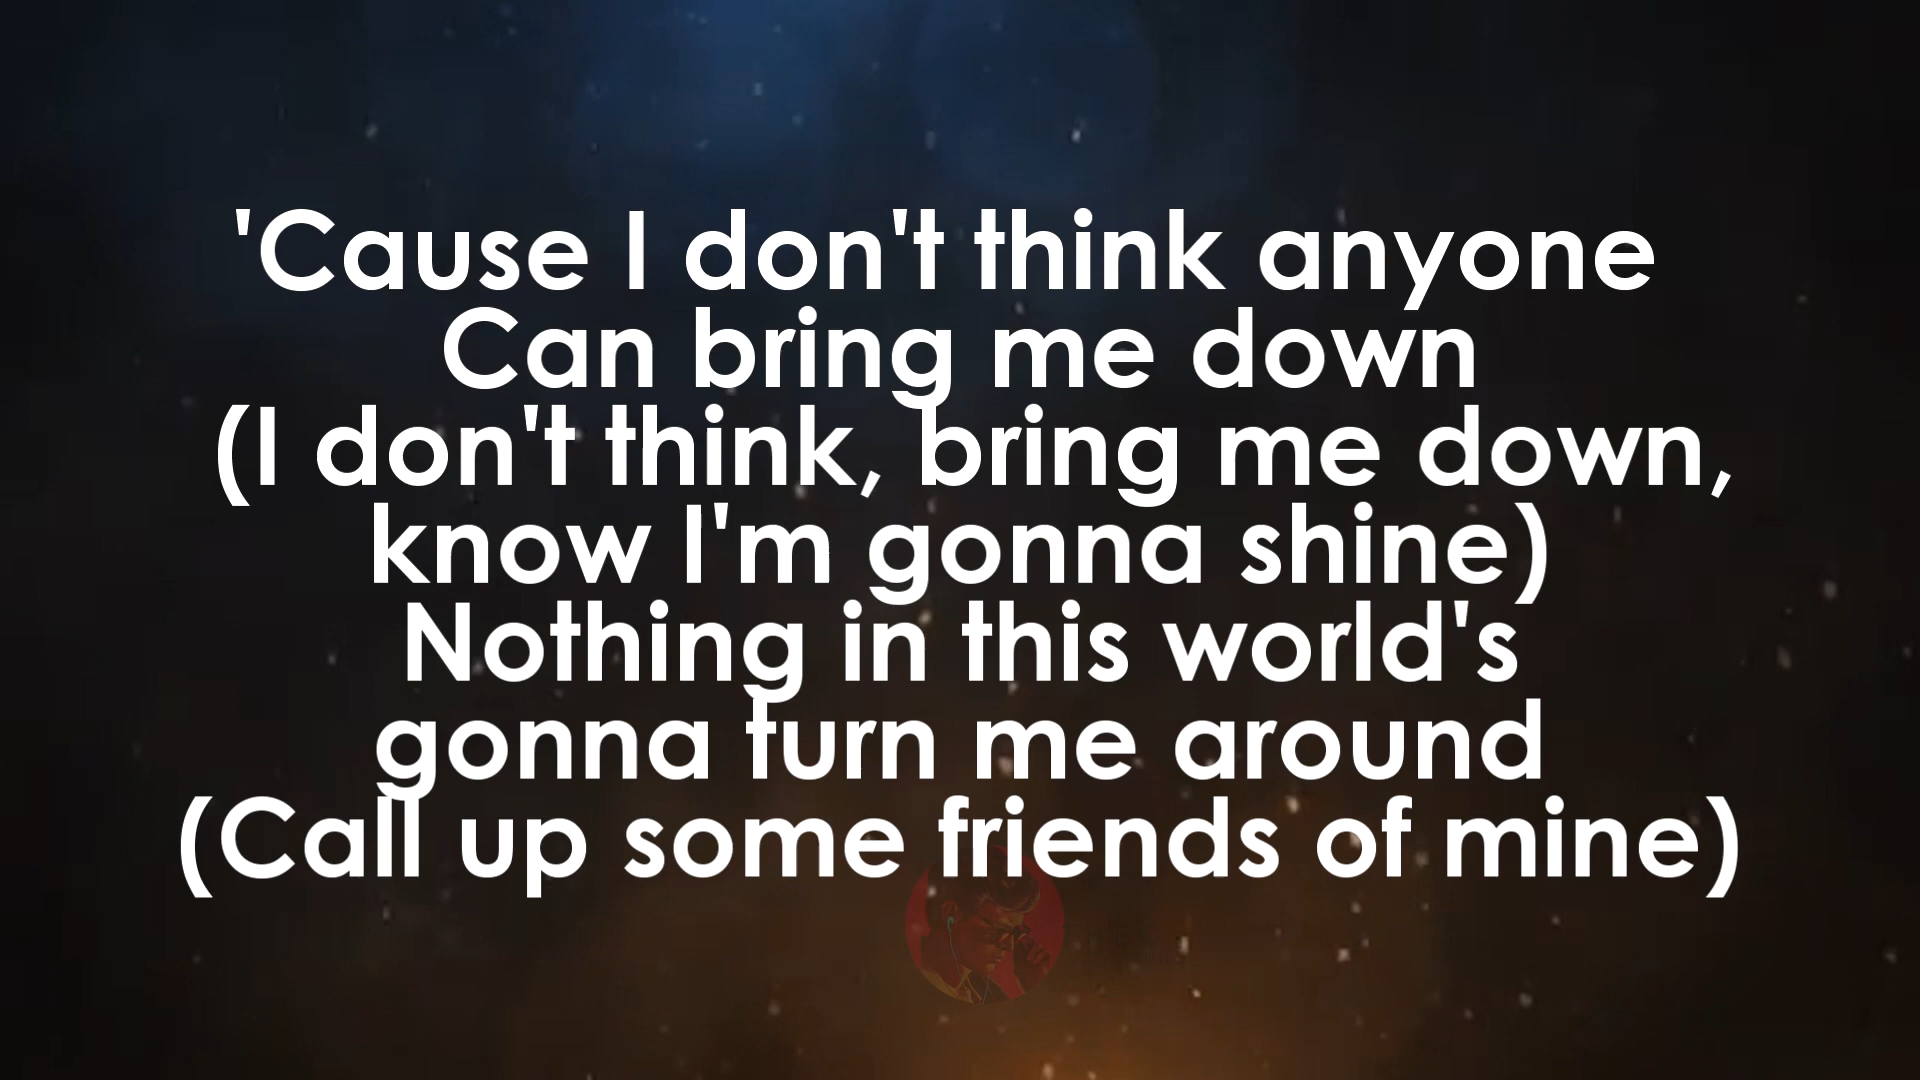 'Cause I don't think anyone
Can bring me down
(I don't think, bring me down,
know I'm gonna shine)
Nothing in this world's
gonna turn me around
(Call up some friends of mine)